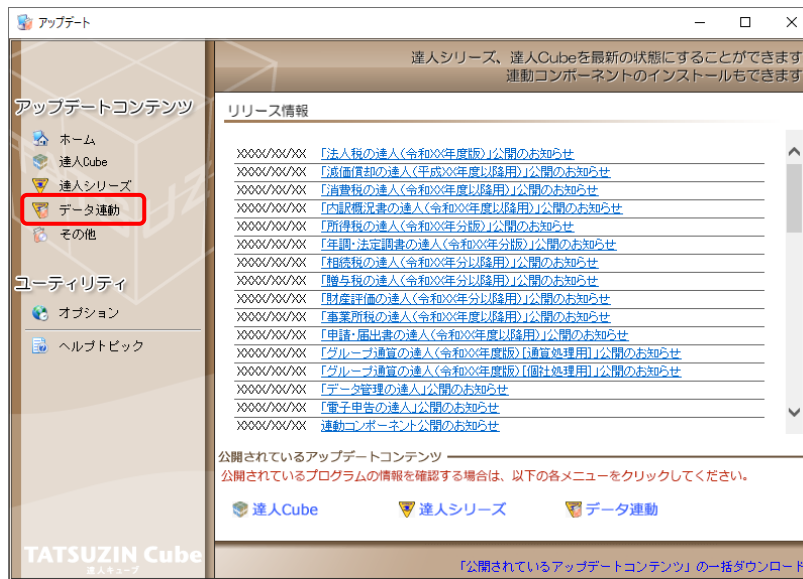 アップデート
達人シリーズ、達人Cubeを最新の状態にすることができます
連動コンポーネントのインストールもできます
アップデートコンテンツ
ホーム
達人Cube
達人シリーズ
データ連動
その他
ユーティリティ
オプション
ヘルプトピック
リリース情報
XXXX/XX/XX 「法人税の達人(令和XX年度版)」公開のお知らせ
XXXX/XX/XX 「減価償却の達人(平成XX年度以降用)」公開のお知らせ
XXXX/XX/XX 「消費税の達人(令和XX年度以降用)」公開のお知らせ
XXXX/XX/XX 「内訳概況書の達人(令和XX年度以降用)」公開のお知らせ
XXXX/XX/XX 「所得税の達人(令和XX年分版)」公開のお知らせ
XXXX/XX/XX 「年調・法定調書の達人(令和XX年分版)」公開のお知らせ
XXXX/XX/XX 「相続税の達人(令和XX年分以降用)」公開のお知らせ
XXXX/XX/XX 「贈与税の達人(令和XX年分以降用)」公開のお知らせ
XXXX/XX/XX 「財産評価の達人(令和XX年分以降用)」公開のお知らせ
XXXX/XX/XX 「事業所税の達人(令和XX年度以降用)」公開のお知らせ
XXXX/XX/XX 「申請・届出書の達人(令和XX年度以降用)」公開のお知らせ
XXXX/XX/XX 「グループ通算の達人(令和XX年度版)[通算処理用]」公開のお知らせ
XXXX/XX/XX 「グループ通算の達人(令和XX年度版)[個社処理用]」公開のお知らせ
XXXX/XX/XX 「データ管理の達人」公開のお知らせ
XXXX/XX/XX 「電子申告の達人」公開のお知らせ
XXXX/XX/XX 連動コンポーネント公開のお知らせ
公開されているアップデートコンテンツ
公開されているプログラムの情報を確認する場合は、以下の各メニューをクリックしてください。
達人Cube 達人シリーズ データ連動
TATSUZIN Cube
達人キューブ
「公開されているアップデートコンテンツ」の一括ダウンロード